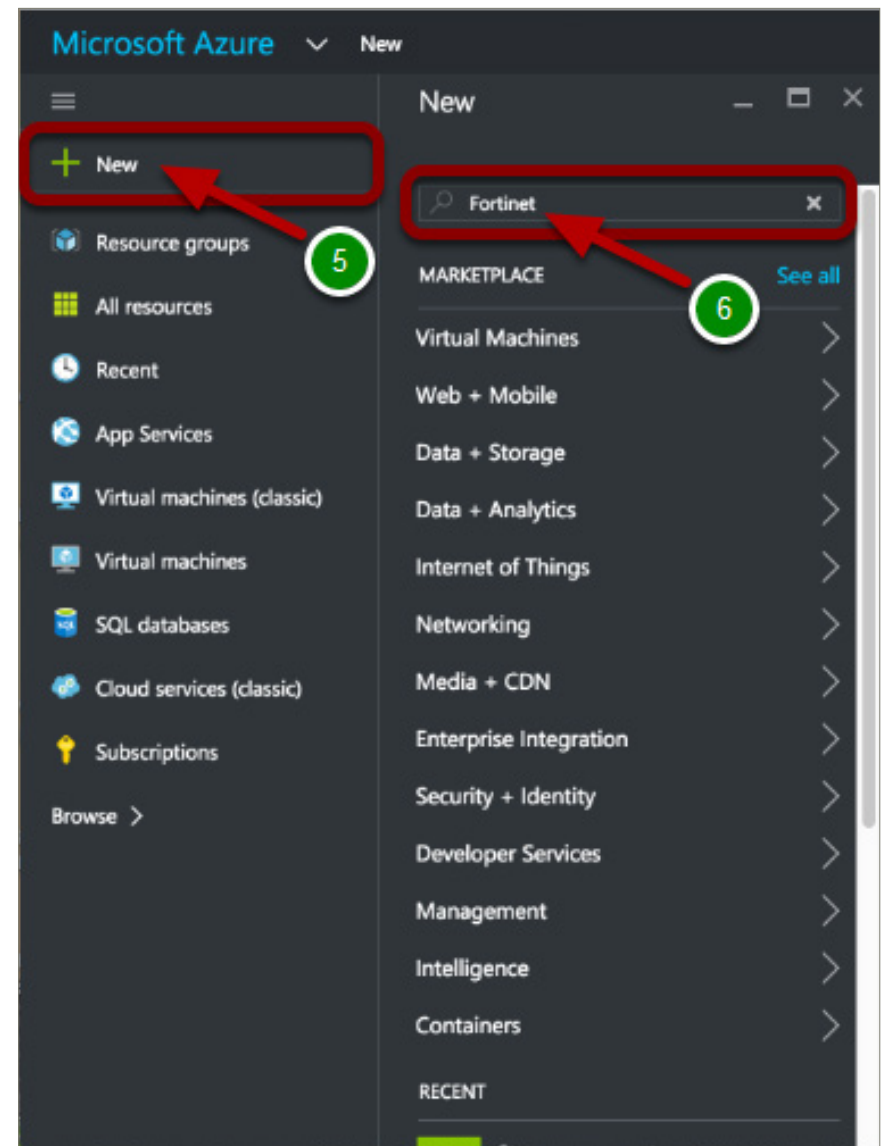 Microsoft Azure New
New
New
5
Resource groups
All resources
Recent
App Services
Virtual machines (classic)
Virtual machines
SQL databases
Cloud services (classic)
Subscriptions
Browse
Fortinet
6
MARKETPLACE See all
Virtual Machines
Web + Mobile
Data + Storage
Data + Analytics
Internet of Things
Networking
Media + CDN
Enterprise Integration
Security + Identity
Developer Services
Management
Intelligence
Containers
RECENT